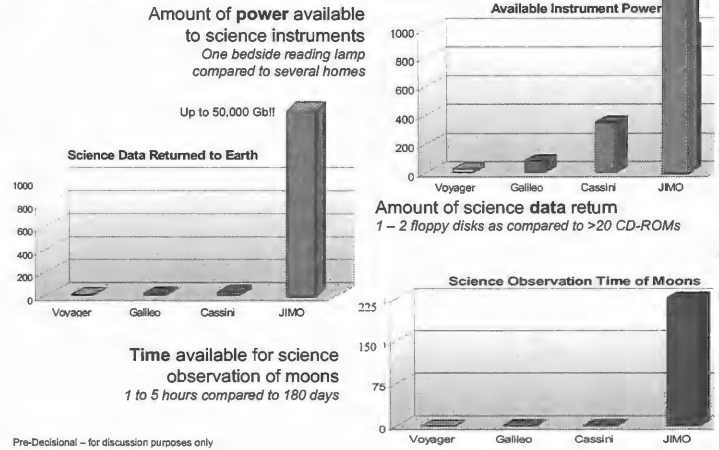 Amount of power available
to science instruments
One bedside reading lamp
compared to several homes
Available Instrument Power
1000
800
600
400
200
0
Voyager
Galileo
Cassini
JIMO
Up to 50,000 Gb!!
Science Data Returned to Earth
1000
800
600
400
200
0
Voyager
Galileo
Cassini
JIMO
Amount of science data return
1 – 2 floppy disks as compared to >20 CD-ROMs
Science Observation Time of Moons
225
150
75
0
Voyager
Galileo
Cassini
JIMO
Time available for science
observation of moons
1 to 5 hours compared to 180 days
Pre-Decisional – for discussion purposes only